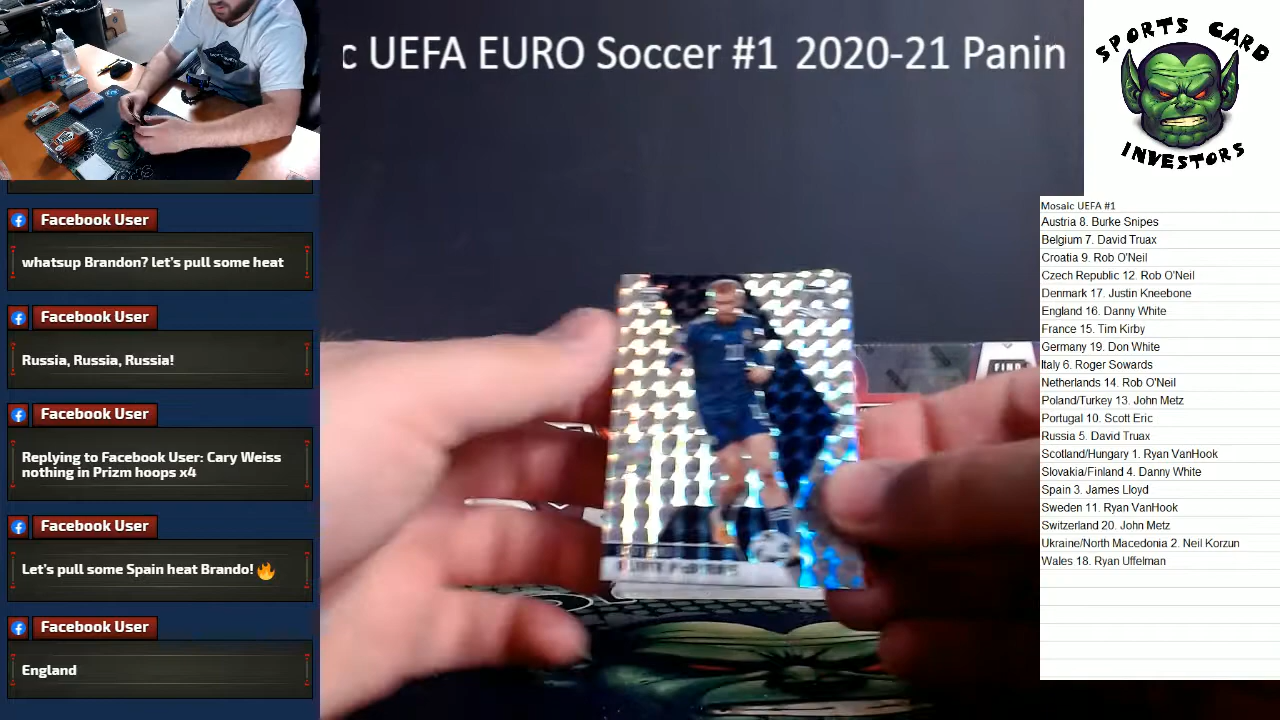 c UEFA EURO Soccer #1 2020-21 Panin
SPORTS CARD
INVESTORS
Facebook User
whatsup Brandon? let's pull some heat
Facebook User
Russia, Russia, Russia!
Facebook User
Replying to Facebook User: Cary Weiss
nothing in Prizm hoops x4
Facebook User
Let's pull some Spain heat Brando! 🔥
Facebook User
England
FIND
Mosaic UEFA #1
Austria 8. Burke Snipes
Belgium 7. David Truax
Croatia 9. Rob O'Neil
Czech Republic 12. Rob O'Neil
Denmark 17. Justin Kneebone
England 16. Danny White
France 15. Tim Kirby
Germany 19. Don White
Italy 6. Roger Sowards
Netherlands 14. Rob O'Neil
Poland/Turkey 13. John Metz
Portugal 10. Scott Eric
Russia 5. David Truax
Scotland/Hungary 1. Ryan VanHook
Slovakia/Finland 4. Danny White
Spain 3. James Lloyd
Sweden 11. Ryan VanHook
Switzerland 20. John Metz
Ukraine/North Macedonia 2. Neil Korzun
Wales 18. Ryan Uffelman